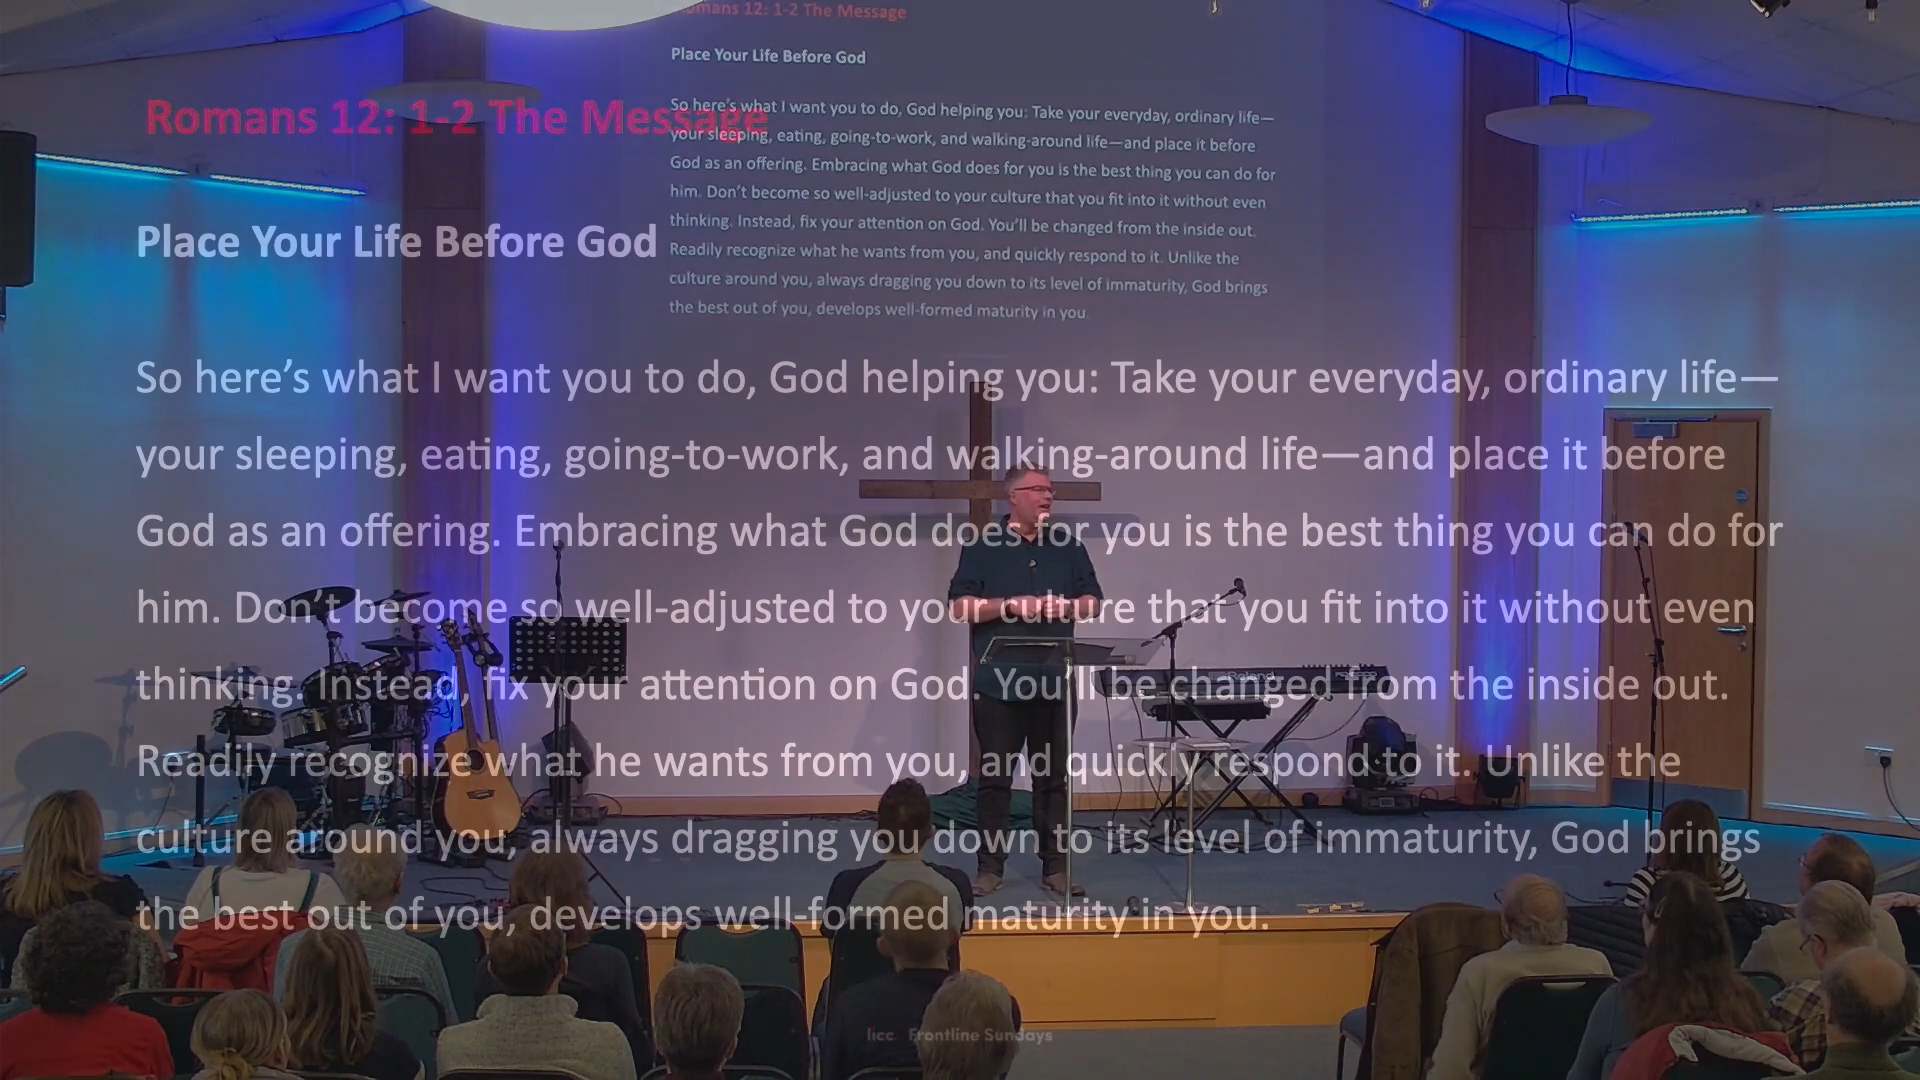 Romans 12: 1-2 The Message
Place Your Life Before God
So here's what I want you to do, God helping you: Take your everyday, ordinary life—
your sleeping, eating, going-to-work, and walking-around life—and place it before
God as an offering. Embracing what God does for you is the best thing you can do for
him. Don't become so well-adjusted to your culture that you fit into it without even
thinking. Instead, fix your attention on God. You'll be changed from the inside out.
Readily recognize what he wants from you, and quickly respond to it. Unlike the
culture around you, always dragging you down to its level of immaturity, God brings
the best out of you, develops well-formed maturity in you.
Romans 12: 1-2 The Message
Place Your Life Before God
So here's what I want you to do, God helping you: Take your everyday, ordinary life—
your sleeping, eating, going-to-work, and walking-around life—and place it before
God as an offering. Embracing what God does for you is the best thing you can do for
him. Don't become so well-adjusted to your culture that you fit into it without even
thinking. Instead, fix your attention on God. You'll be changed from the inside out.
Readily recognize what he wants from you, and quickly respond to it. Unlike the
culture around you, always dragging you down to its level of immaturity, God brings
the best out of you, develops well-formed maturity in you.
Roland
licc Frontline Sundays